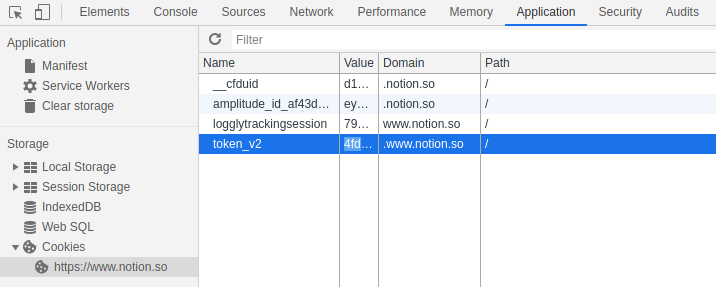 Elements Console Sources Network Performance Memory Application Security Audits
Application
Manifest
Service Workers
Clear storage
Storage
Local Storage
Session Storage
IndexedDB
Web SQL
Cookies
https://www.notion.so
Filter
Name Value Domain Path
__cfduid d1... .notion.so /
amplitude_id_af43d... ey... .notion.so /
logglytrackingsession 79... www.notion.so /
token_v2 4fd... .www.notion.so /